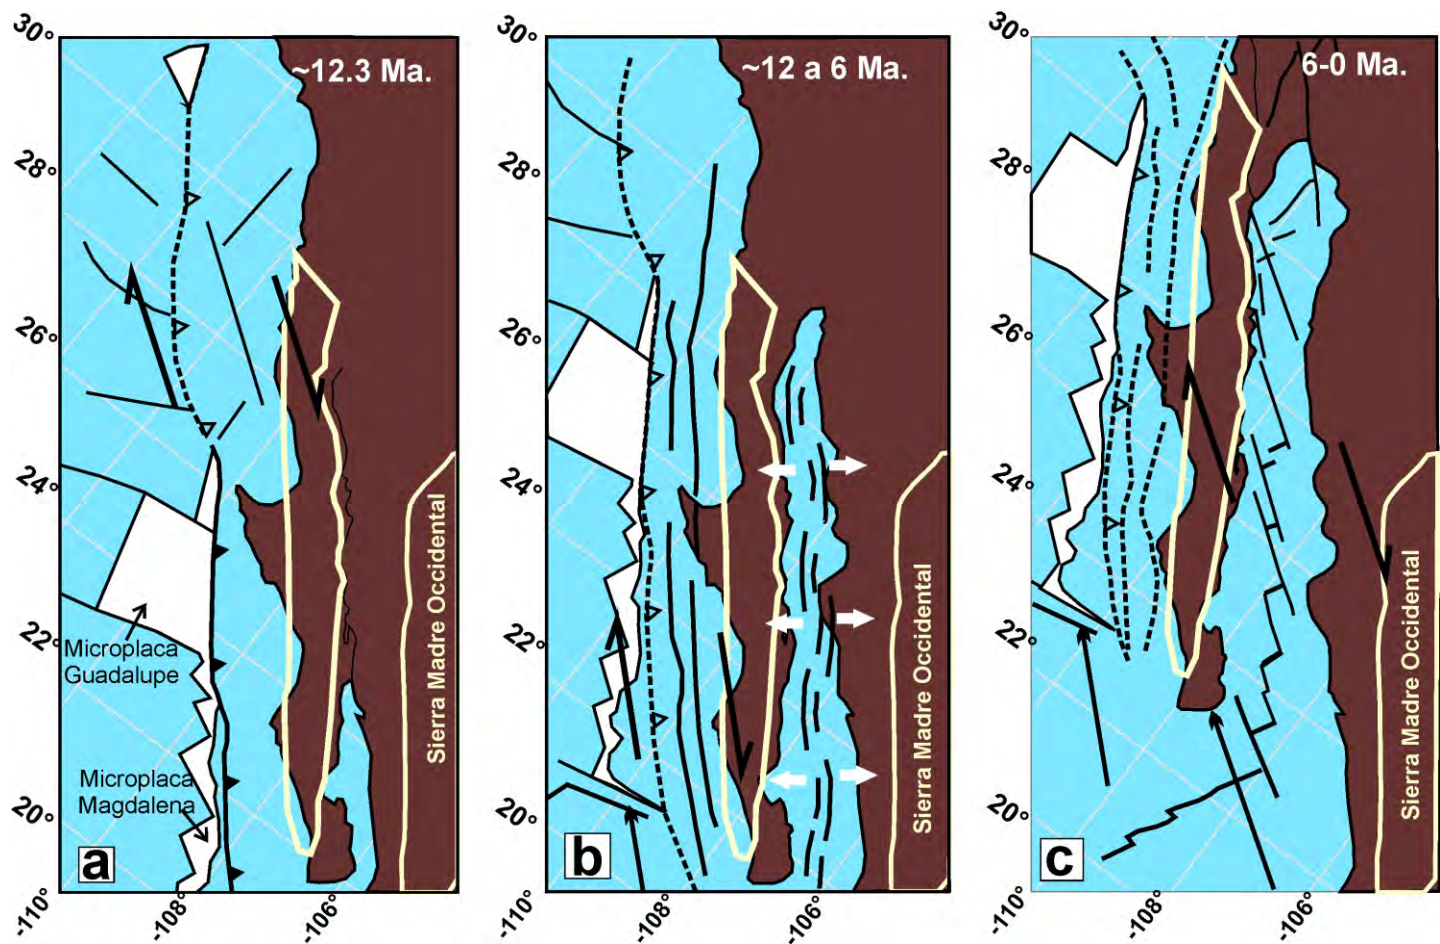 30°
28°
26°
24°
22°
20°
-110°
-108°
-106°
~12.3 Ma.
Microplaca
Guadalupe
Microplaca
Magdalena
Sierra Madre Occidental
a
30°
28°
26°
24°
22°
20°
-110°
-108°
-106°
~12 a 6 Ma.
Sierra Madre Occidental
b
30°
28°
26°
24°
22°
20°
-110°
-108°
-106°
6-0 Ma.
Sierra Madre Occidental
c